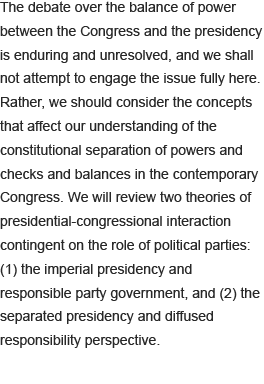 The debate over the balance of power
between the Congress and the presidency
is enduring and unresolved, and we shall
not attempt to engage the issue fully here.
Rather, we should consider the concepts
that affect our understanding of the
constitutional separation of powers and
checks and balances in the contemporary
Congress. We will review two theories of
presidential-congressional interaction
contingent on the role of political parties:
(1) the imperial presidency and
responsible party government, and (2) the
separated presidency and diffused
responsibility perspective.